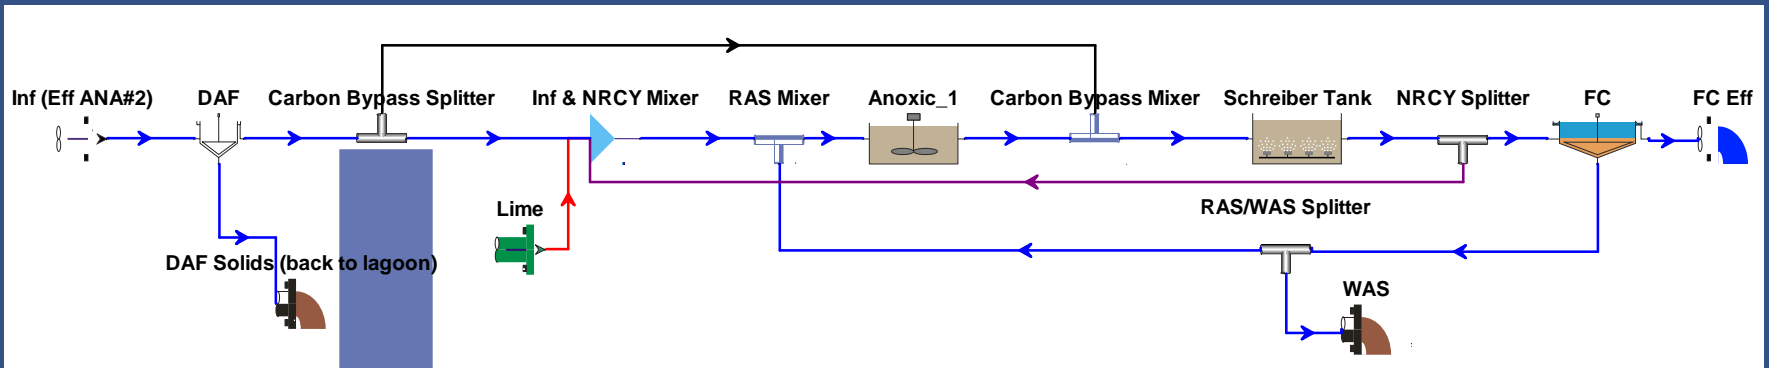 Inf (Eff ANA#2)
DAF
Carbon Bypass Splitter
Inf & NRCY Mixer
RAS Mixer
Anoxic_1
Carbon Bypass Mixer
Schreiber Tank
NRCY Splitter
FC
FC Eff
Lime
RAS/WAS Splitter
DAF Solids (back to lagoon)
WAS